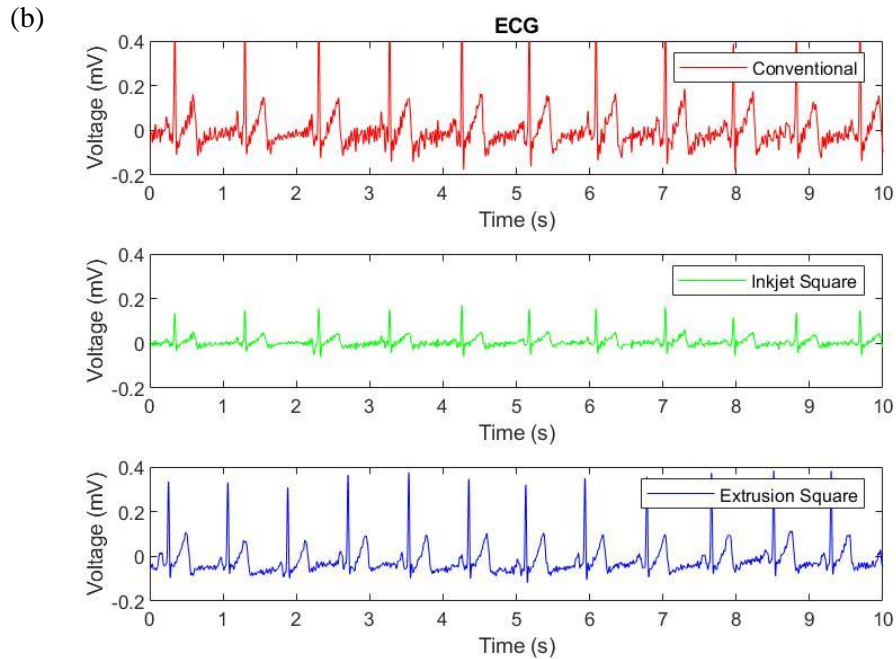 (b)
ECG
0.4
0.2
0
-0.2
Voltage (mV)
Conventional
0 1 2 3 4 5 6 7 8 9 10
Time (s)
0.4
0.2
0
-0.2
Voltage (mV)
Inkjet Square
0 1 2 3 4 5 6 7 8 9 10
Time (s)
0.4
0.2
0
-0.2
Voltage (mV)
Extrusion Square
0 1 2 3 4 5 6 7 8 9 10
Time (s)